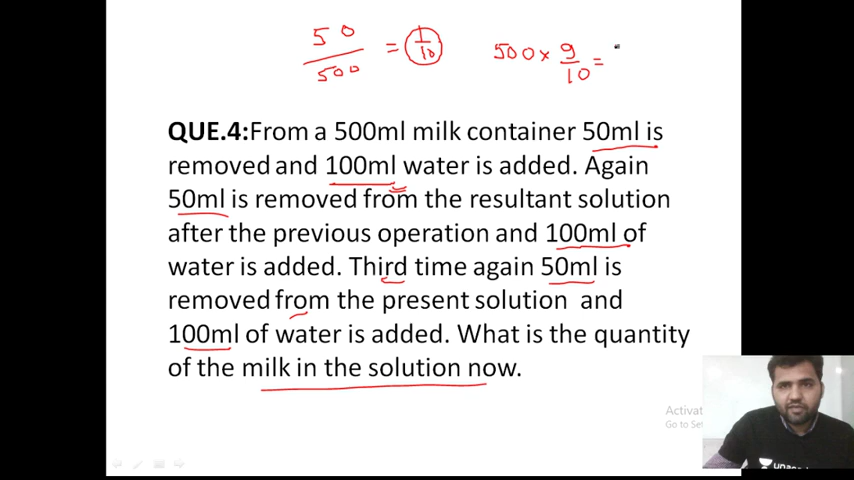 50
500 = 1/10 500 × 9/10 =
QUE.4:From a 500ml milk container 50ml is
removed and 100ml water is added. Again
50ml is removed from the resultant solution
after the previous operation and 100ml of
water is added. Third time again 50ml is
removed from the present solution and
100ml of water is added. What is the quantity
of the milk in the solution now.
Go to